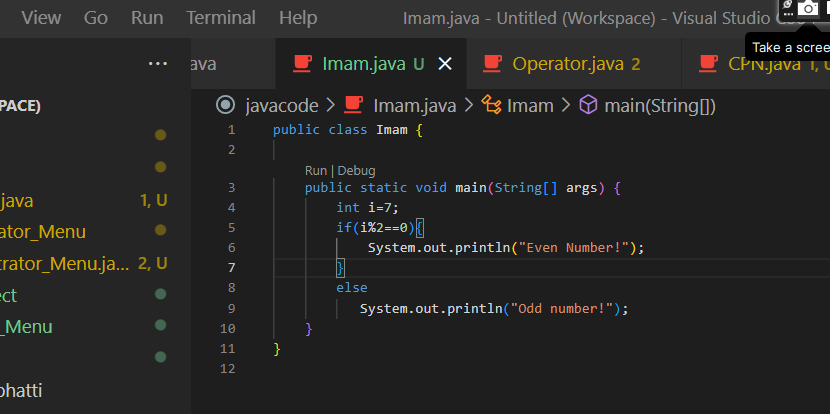 View Go Run Terminal Help Imam.java - Untitled (Workspace) - Visual Studio
Take a scree
ava Imam.java U Operator.java 2 CPN.java 1, U
PACE) javacode > Imam.java > Imam > main(String[])
1 public class Imam {
2
Run | Debug
3 public static void main(String[] args) {
java 1, U
4 int i=7;
5 if(i%2==0){
ator_Menu
6 System.out.println("Even Number!");
trator_Menu.ja... 2, U
7 }
8 else
ect
9 System.out.println("Odd number!");
_Menu
10 }
11 }
12
bhatti